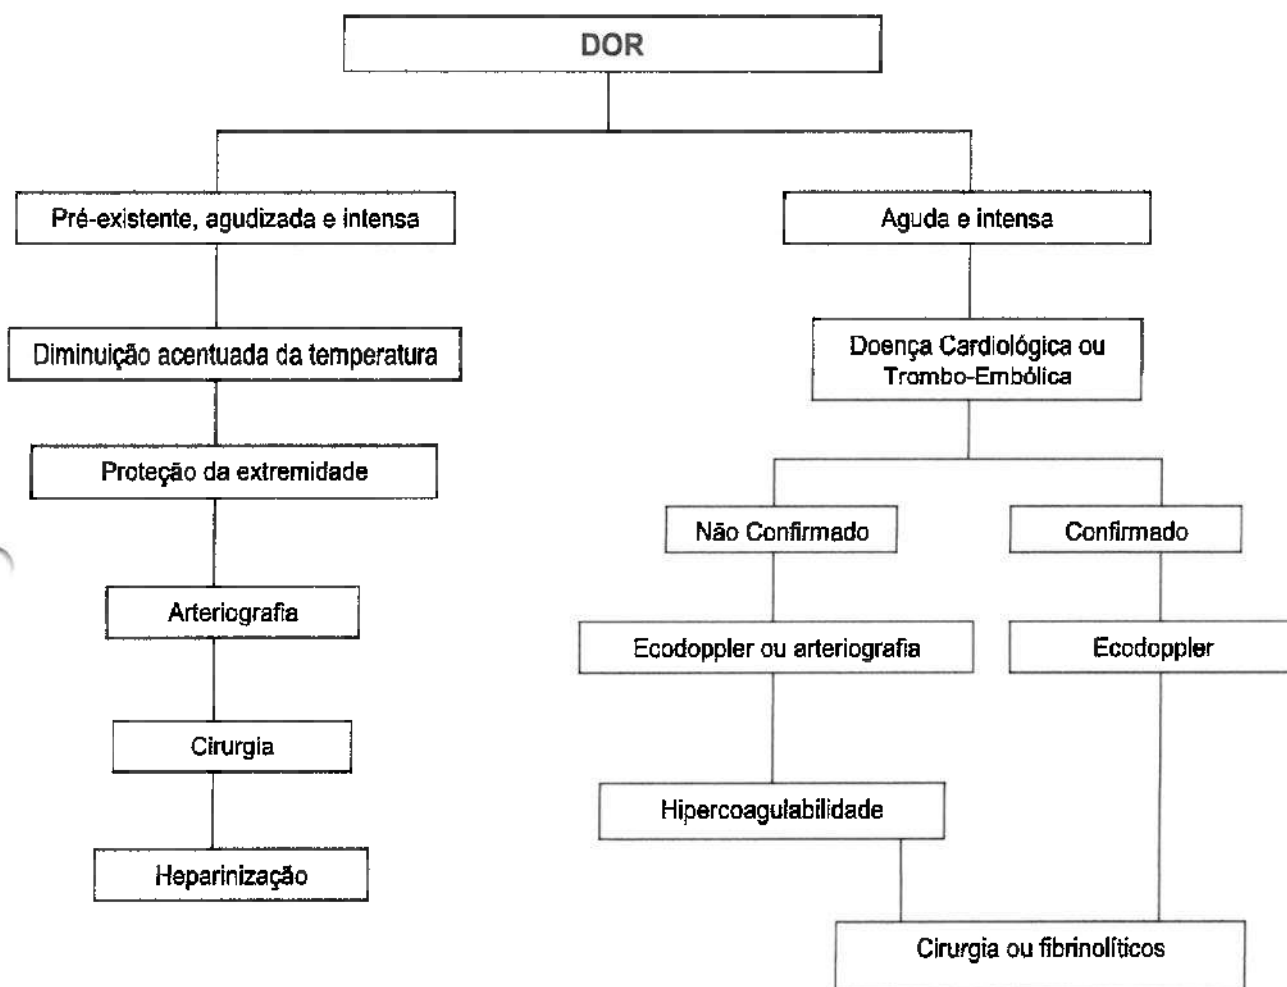 DOR
Pré-existente, agudizada e intensa
Aguda e intensa
Diminuição acentuada da temperatura
Doença Cardiológica ou
Trombo-Embólica
Proteção da extremidade
Não Confirmado
Confirmado
Arteriografia
Ecodoppler ou arteriografia
Ecodoppler
Cirurgia
Hipercoagulabilidade
Heparinização
Cirurgia ou fibrinolíticos